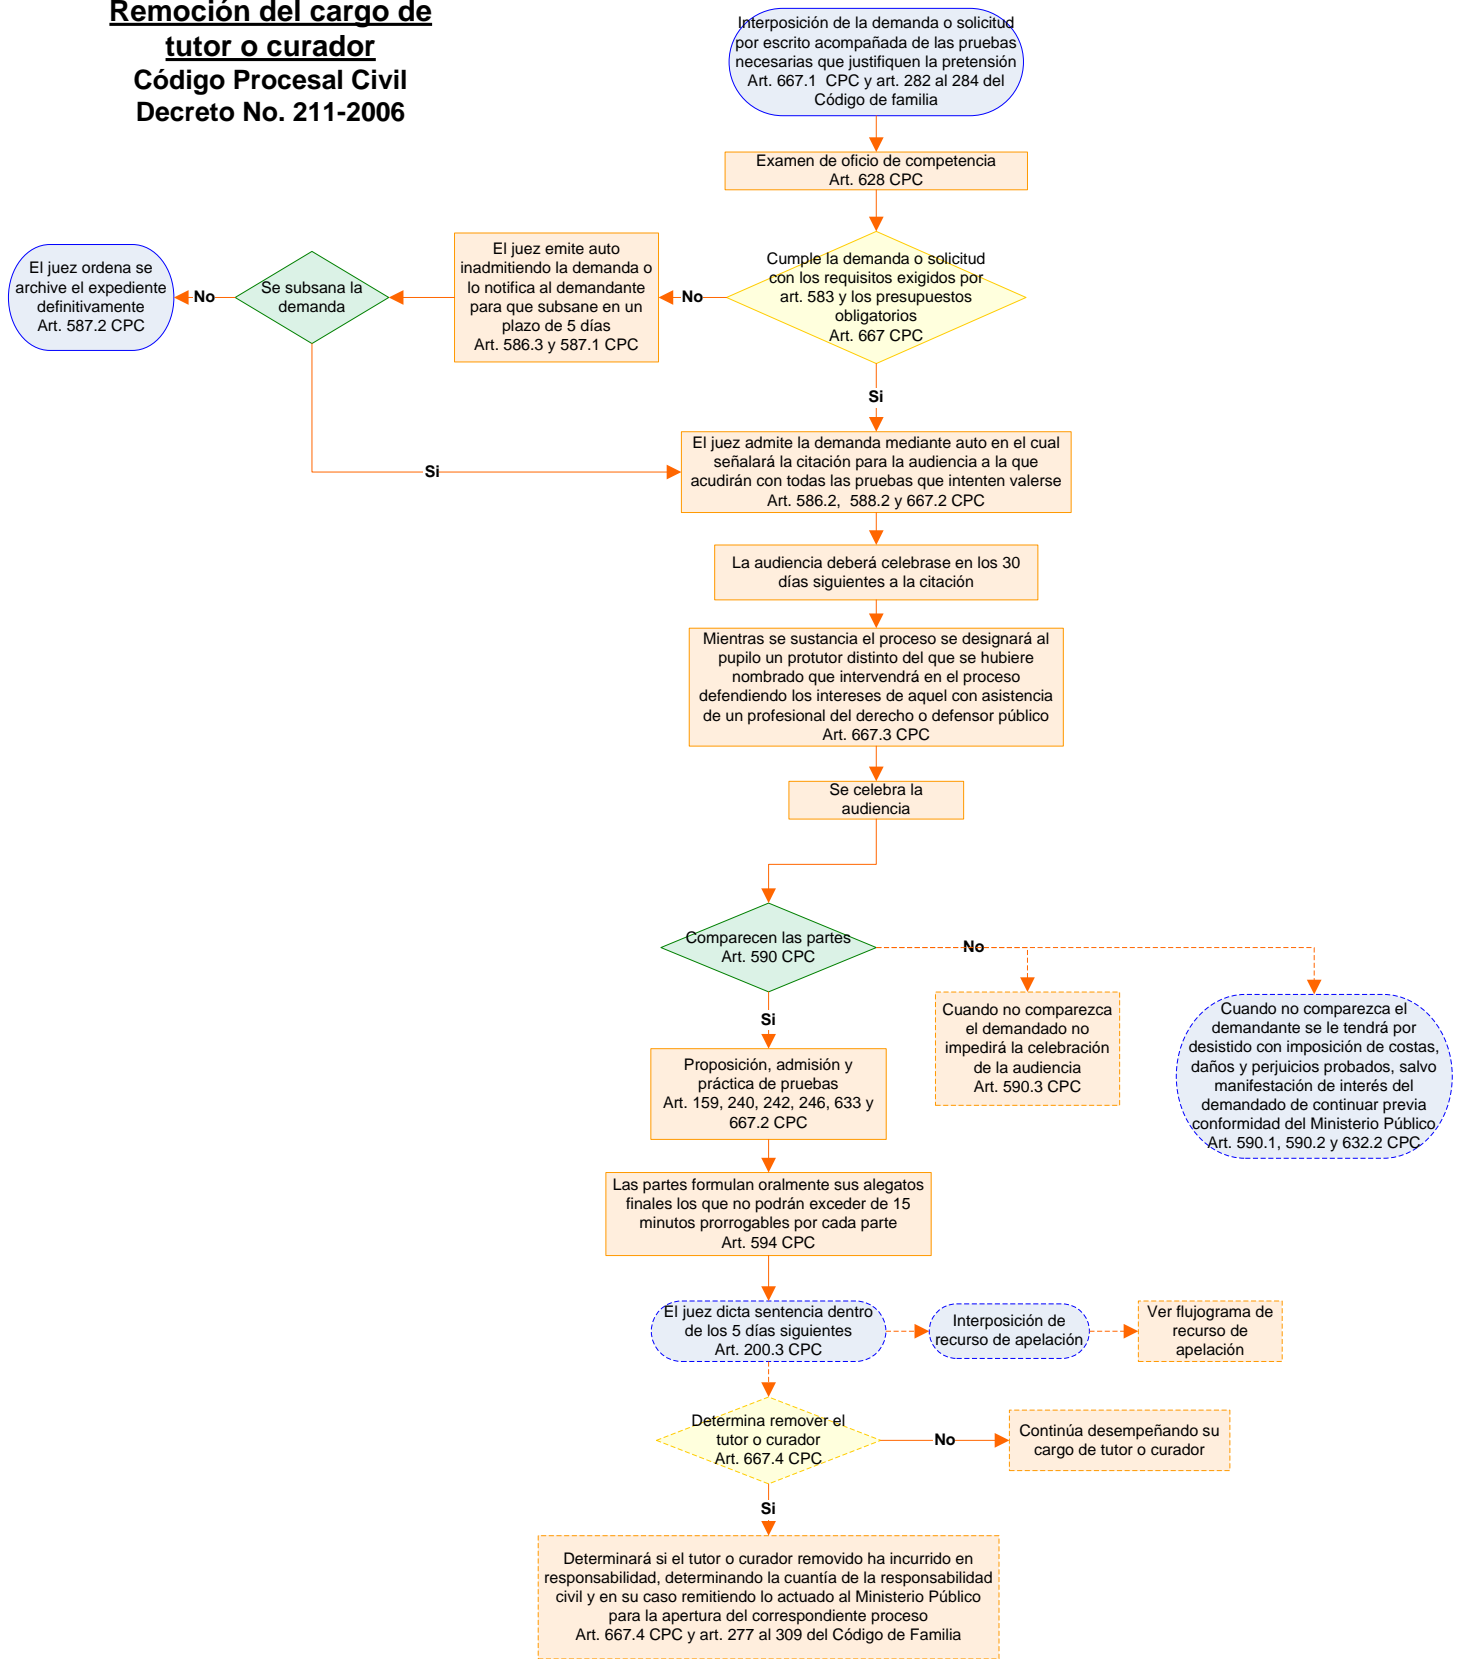 Remoción del cargo de
tutor o curador
Código Procesal Civil
Decreto No. 211-2006
Interposición de la demanda o solicitud
por escrito acompañada de las pruebas
necesarias que justifiquen la pretensión
Art. 667.1  CPC y art. 282 al 284 del
Código de familia
Examen de oficio de competencia
Art. 628 CPC
Cumple la demanda o solicitud
con los requisitos exigidos por
art. 583 y los presupuestos
obligatorios
Art. 667 CPC
No
El juez emite auto
inadmitiendo la demanda o
lo notifica al demandante
para que subsane en un
plazo de 5 días
Art. 586.3 y 587.1 CPC
Se subsana la
demanda
No
El juez ordena se
archive el expediente
definitivamente
Art. 587.2 CPC
Si
Si
El juez admite la demanda mediante auto en el cual
señalará la citación para la audiencia a la que
acudirán con todas las pruebas que intenten valerse
Art. 586.2,  588.2 y 667.2 CPC
La audiencia deberá celebrase en los 30
días siguientes a la citación
Mientras se sustancia el proceso se designará al
pupilo un protutor distinto del que se hubiere
nombrado que intervendrá en el proceso
defendiendo los intereses de aquel con asistencia
de un profesional del derecho o defensor público
Art. 667.3 CPC
Se celebra la
audiencia
Comparecen las partes
Art. 590 CPC
No
Cuando no comparezca
el demandado no
impedirá la celebración
de la audiencia
Art. 590.3 CPC
Cuando no comparezca el
demandante se le tendrá por
desistido con imposición de costas,
daños y perjuicios probados, salvo
manifestación de interés del
demandado de continuar previa
conformidad del Ministerio Público
Art. 590.1, 590.2 y 632.2 CPC
Si
Proposición, admisión y
práctica de pruebas
Art. 159, 240, 242, 246, 633 y
667.2 CPC
Las partes formulan oralmente sus alegatos
finales los que no podrán exceder de 15
minutos prorrogables por cada parte
Art. 594 CPC
El juez dicta sentencia dentro
de los 5 días siguientes
Art. 200.3 CPC
Interposición de
recurso de apelación
Ver flujograma de
recurso de
apelación
Determina remover el
tutor o curador
Art. 667.4 CPC
No
Continúa desempeñando su
cargo de tutor o curador
Si
Determinará si el tutor o curador removido ha incurrido en
responsabilidad, determinando la cuantía de la responsabilidad
civil y en su caso remitiendo lo actuado al Ministerio Público
para la apertura del correspondiente proceso
Art. 667.4 CPC y art. 277 al 309 del Código de Familia